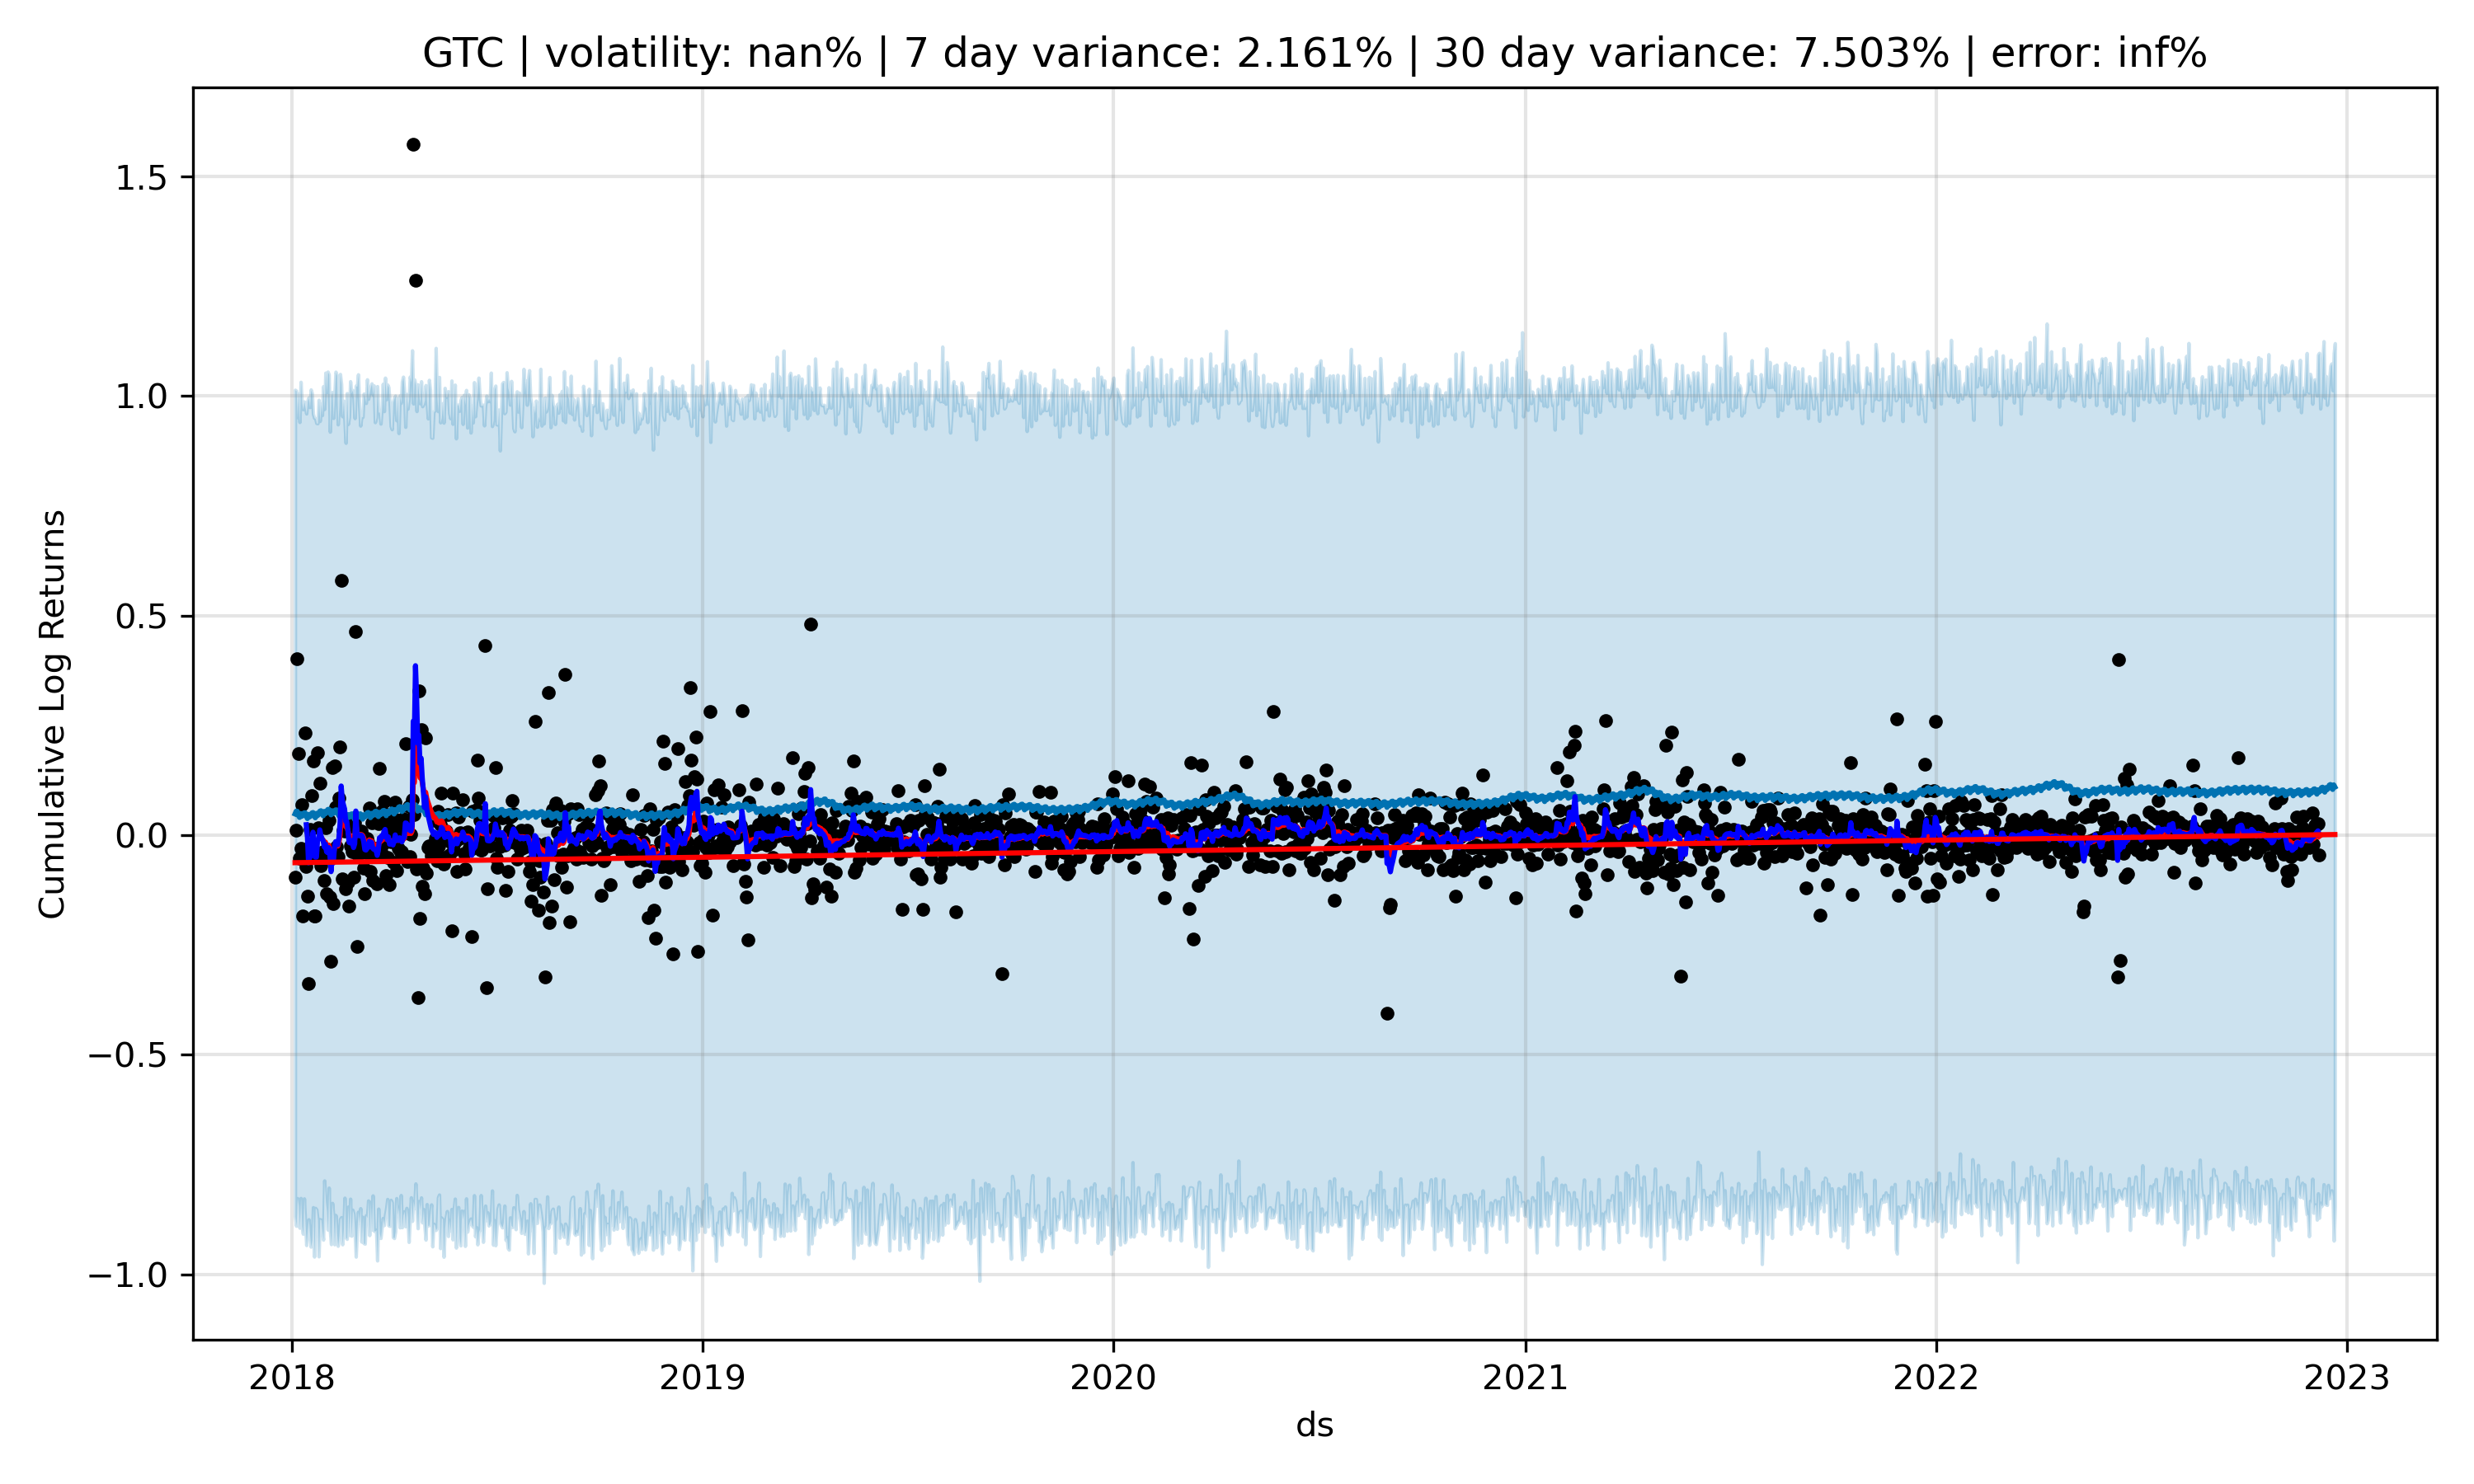 GTC | volatility: nan% | 7 day variance: 2.161% | 30 day variance: 7.503% | error: inf%
Cumulative Log Returns
1.5
1.0
0.5
0.0
−0.5
−1.0
2018 2019 2020 2021 2022 2023
ds